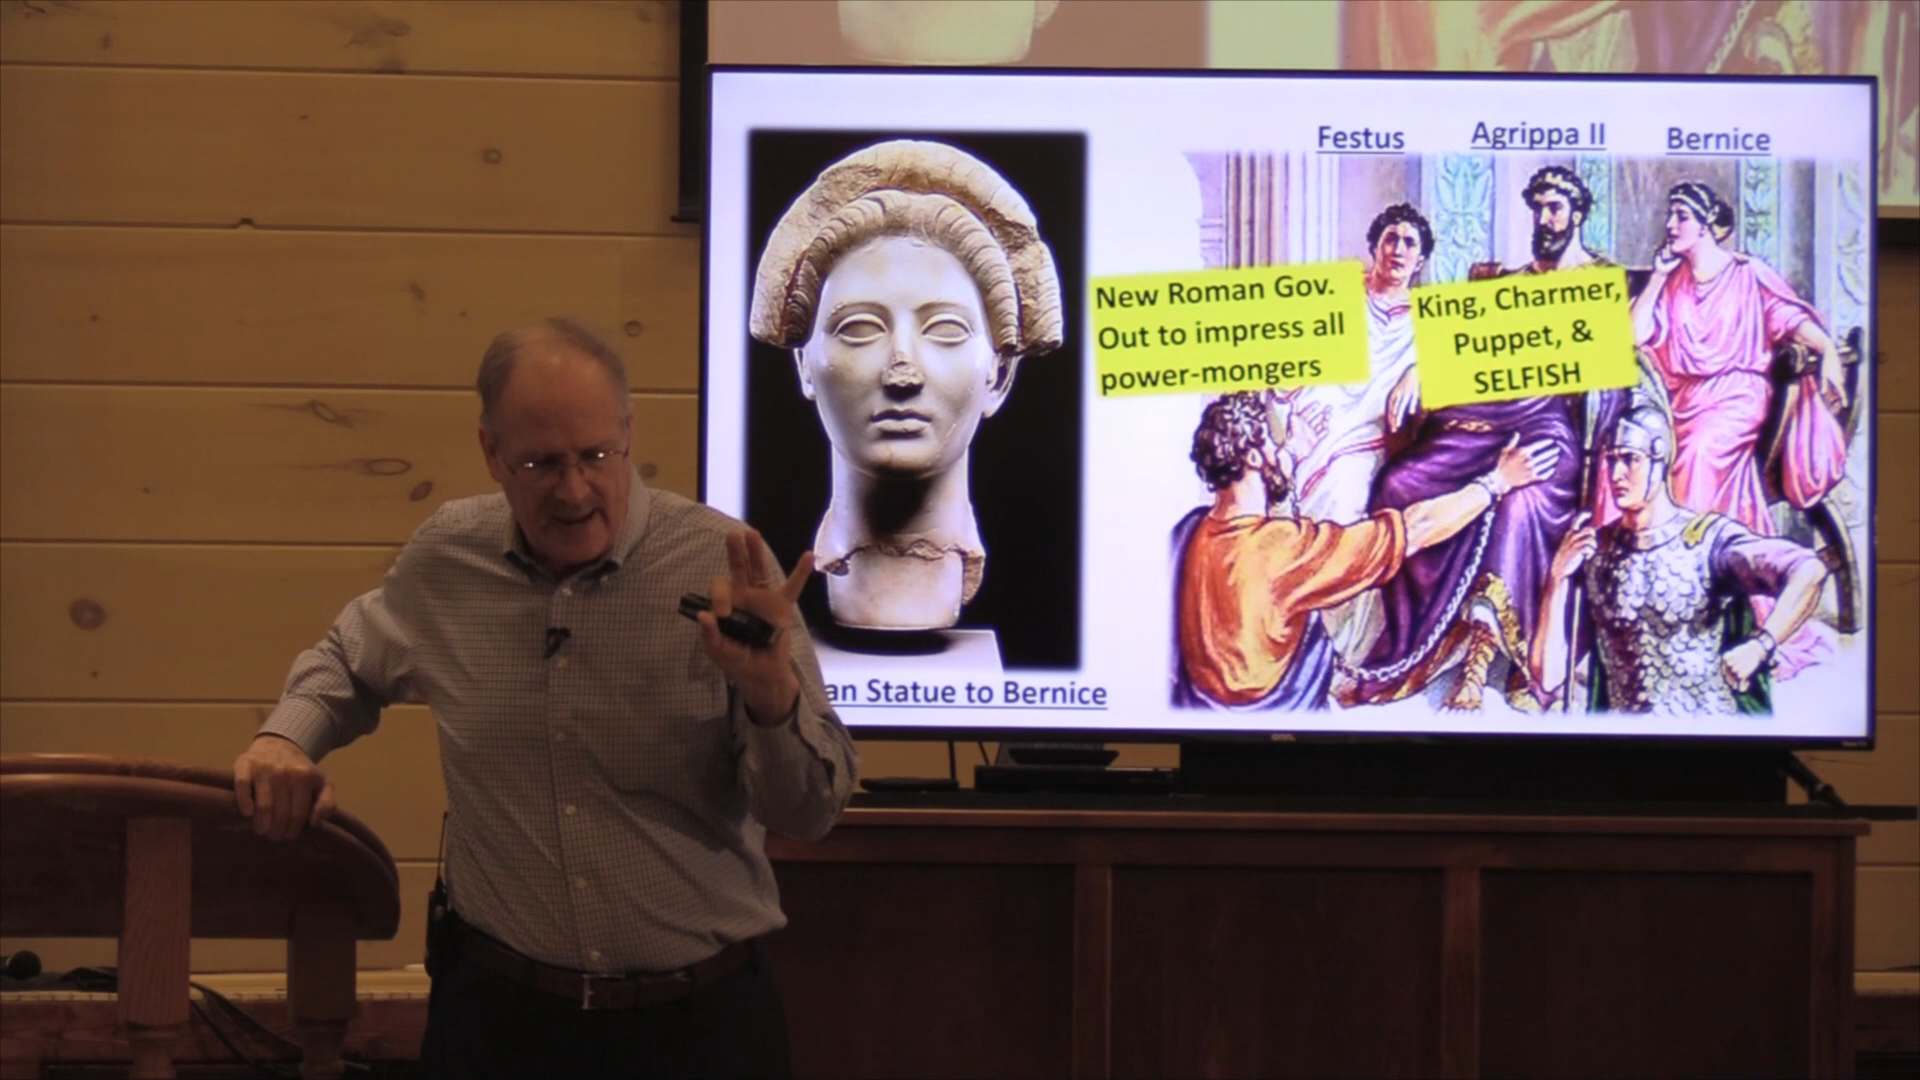 Festus
Agrippa II
Bernice
New Roman Gov.
Out to impress all
power-mongers
King, Charmer,
Puppet, &
SELFISH
an Statue to Bernice
onn.